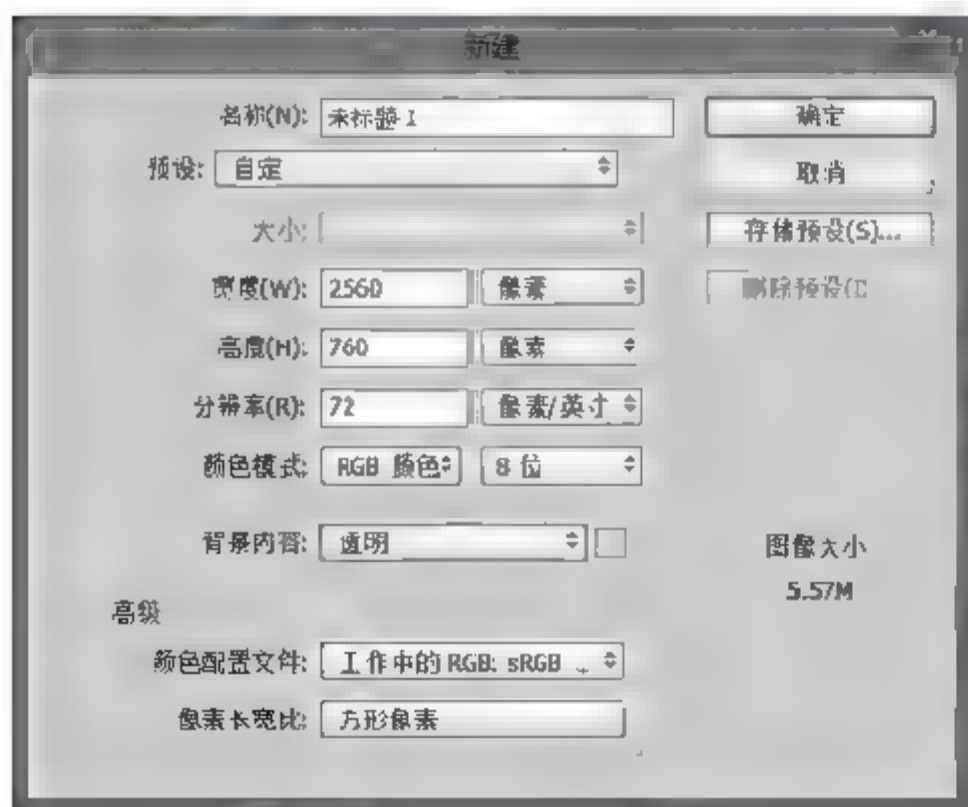 新建
名称(N): 未标题-1 确定
预设: 自定 取消
大小: 存储预设(S)...
宽度(W): 2560 像素 删除预设(D
高度(H): 760 像素
分辨率(R): 72 像素/英寸
颜色模式: RGB 颜色 8 位
背景内容: 透明 图像大小
5.57M
高级
颜色配置文件: 工作中的 RGB: sRGB ...
像素长宽比: 方形像素